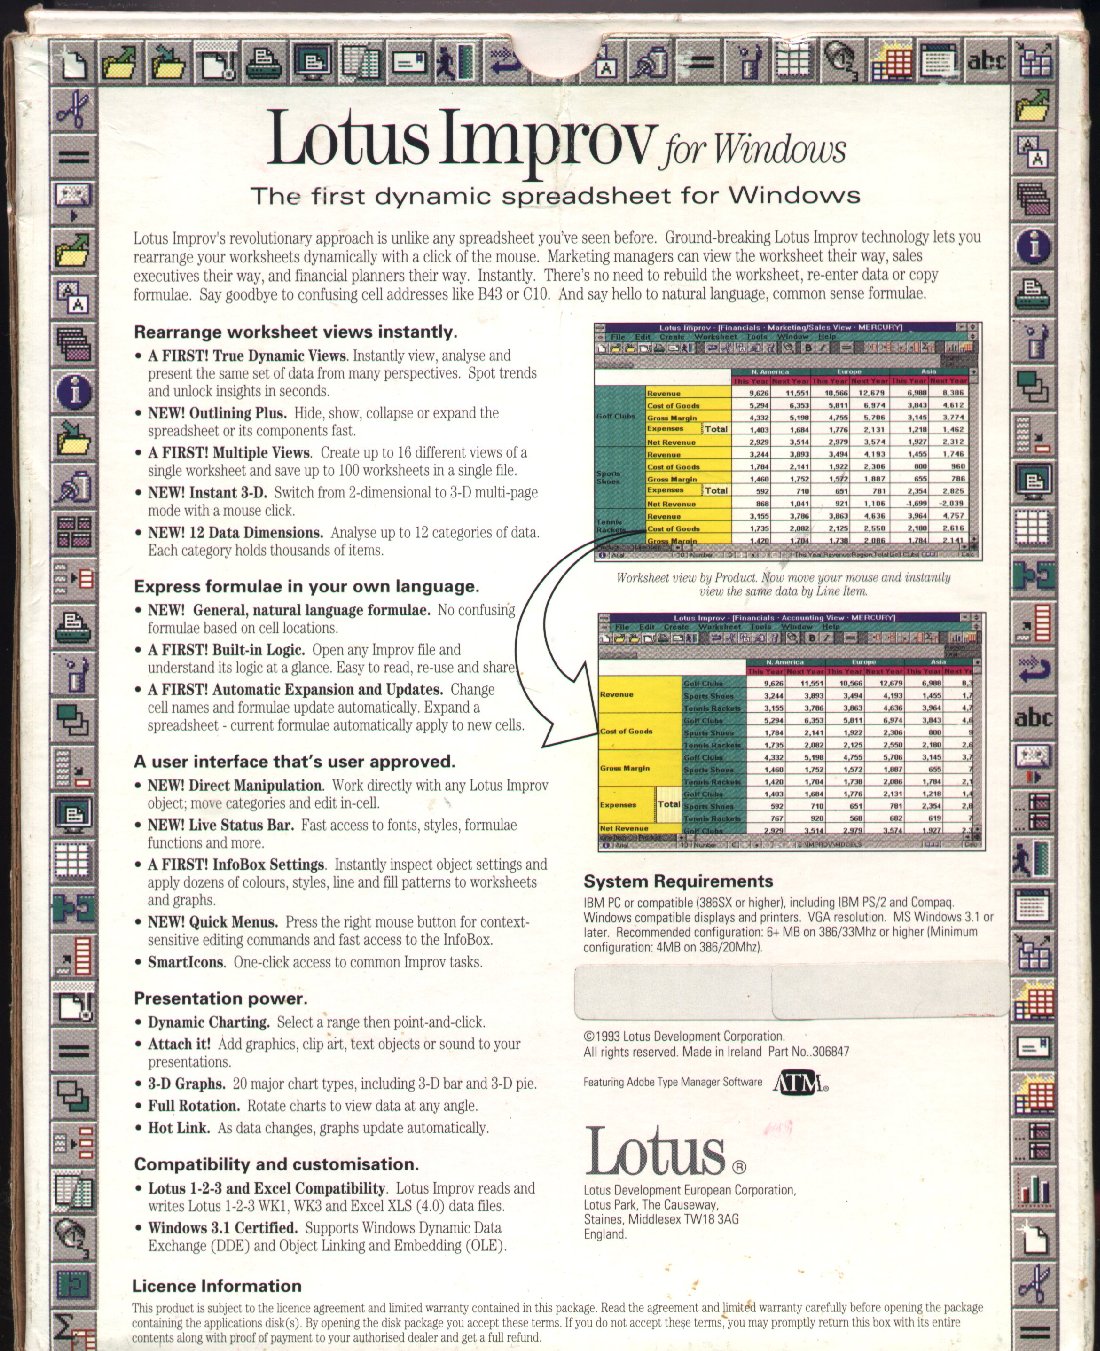 abc
Lotus Improv for Windows
The first dynamic spreadsheet for Windows
Lotus Improv's revolutionary approach is unlike any spreadsheet you've seen before. Ground-breaking Lotus Improv technology lets you
rearrange your worksheets dynamically with a click of the mouse. Marketing managers can view the worksheet their way, sales
executives their way, and financial planners their way. Instantly. There's no need to rebuild the worksheet, re-enter data or copy
formulae. Say goodbye to confusing cell addresses like B43 or C10. And say hello to natural language, common sense formulae.
Rearrange worksheet views instantly.
• A FIRST! True Dynamic Views. Instantly view, analyse and
present the same set of data from many perspectives. Spot trends
and unlock insights in seconds.
• NEW! Outlining Plus. Hide, show, collapse or expand the
spreadsheet or its components fast.
• A FIRST! Multiple Views. Create up to 16 different views of a
single worksheet and save up to 100 worksheets in a single file.
• NEW! Instant 3-D. Switch from 2-dimensional to 3-D multi-page
mode with a mouse click.
• NEW! 12 Data Dimensions. Analyse up to 12 categories of data.
Each category holds thousands of items.
Express formulae in your own language.
• NEW! General, natural language formulae. No confusing
formulae based on cell locations.
• A FIRST! Built-in Logic. Open any Improv file and
understand its logic at a glance. Easy to read, re-use and share.
• A FIRST! Automatic Expansion and Updates. Change
cell names and formulae update automatically. Expand a
spreadsheet - current formulae automatically apply to new cells.
A user interface that's user approved.
• NEW! Direct Manipulation. Work directly with any Lotus Improv
object; move categories and edit in-cell.
• NEW! Live Status Bar. Fast access to fonts, styles, formulae
functions and more.
• A FIRST! InfoBox Settings. Instantly inspect object settings and
apply dozens of colours, styles, line and fill patterns to worksheets
and graphs.
• NEW! Quick Menus. Press the right mouse button for context-
sensitive editing commands and fast access to the InfoBox.
• SmartIcons. One-click access to common Improv tasks.
Presentation power.
• Dynamic Charting. Select a range then point-and-click.
• Attach it! Add graphics, clip art, text objects or sound to your
presentations.
• 3-D Graphs. 20 major chart types, including 3-D bar and 3-D pie.
• Full Rotation. Rotate charts to view data at any angle.
• Hot Link. As data changes, graphs update automatically.
Compatibility and customisation.
• Lotus 1-2-3 and Excel Compatibility. Lotus Improv reads and
writes Lotus 1-2-3 WK1, WK3 and Excel XLS (4.0) data files.
• Windows 3.1 Certified. Supports Windows Dynamic Data
Exchange (DDE) and Object Linking and Embedding (OLE).
Lotus Improv - [Financials - Marketing/Sales View - MERCURY]
File Edit Create Worksheet Tools Window Help
N. America Europe Asia
This Year Next Year This Year Next Year This Year Next Year
Golf Clubs
Revenue 9,626 11,551 10,566 12,679 6,988 8,386
Cost of Goods 5,294 6,353 5,811 6,974 3,843 4,612
Gross Margin 4,332 5,198 4,755 5,706 3,145 3,774
Expenses Total 1,403 1,684 1,776 2,131 1,218 1,462
Net Revenue 2,929 3,514 2,979 3,574 1,927 2,312
Sports Shoes
Revenue 3,244 3,893 3,494 4,193 1,455 1,746
Cost of Goods 1,784 2,141 1,922 2,306 800 960
Gross Margin 1,460 1,752 1,572 1,887 655 786
Expenses Total 592 710 651 781 2,354 2,825
Net Revenue 868 1,041 921 1,106 -1,699 -2,039
Tennis Rackets
Revenue 3,155 3,786 3,863 4,636 3,964 4,757
Cost of Goods 1,735 2,082 2,125 2,550 2,180 2,616
Gross Margin 1,420 1,704 1,738 2,086 1,784 2,141
Worksheet view by Product. Now move your mouse and instantly
view the same data by Line Item.
Lotus Improv - [Financials - Accounting View - MERCURY]
File Edit Create Worksheet Tools Window Help
N. America Europe Asia
This Year Next Year This Year Next Year This Year Next Y
Revenue
Golf Clubs 9,626 11,551 10,566 12,679 6,988 8,3
Sports Shoes 3,244 3,893 3,494 4,193 1,455 1,7
Tennis Rackets 3,155 3,786 3,863 4,636 3,964 4,7
Cost of Goods
Golf Clubs 5,294 6,353 5,811 6,974 3,843 4,6
Sports Shoes 1,784 2,141 1,922 2,306 800 9
Tennis Rackets 1,735 2,082 2,125 2,550 2,180 2,6
Gross Margin
Golf Clubs 4,332 5,198 4,755 5,706 3,145 3,7
Sports Shoes 1,460 1,752 1,572 1,887 655 7
Tennis Rackets 1,420 1,704 1,738 2,086 1,784 2,1
Expenses Total
Golf Clubs 1,403 1,684 1,776 2,131 1,218 1,4
Sports Shoes 592 710 651 781 2,354 2,8
Tennis Rackets 767 920 568 682 619 7
Net Revenue Golf Clubs 2,929 3,514 2,979 3,574 1,927 2,3
System Requirements
IBM PC or compatible (386SX or higher), including IBM PS/2 and Compaq.
Windows compatible displays and printers. VGA resolution. MS Windows 3.1 or
later. Recommended configuration: 6+ MB on 386/33Mhz or higher (Minimum
configuration: 4MB on 386/20Mhz).
©1993 Lotus Development Corporation.
All rights reserved. Made in Ireland Part No..306847
Featuring Adobe Type Manager Software ATM®
Lotus®
Lotus Development European Corporation,
Lotus Park, The Causeway,
Staines, Middlesex TW18 3AG
England.
abc
Licence Information
This product is subject to the licence agreement and limited warranty contained in this package. Read the agreement and limited warranty carefully before opening the package
containing the applications disk(s). By opening the disk package you accept these terms. If you do not accept these terms, you may promptly return this box with its entire
contents along with proof of payment to your authorised dealer and get a full refund.